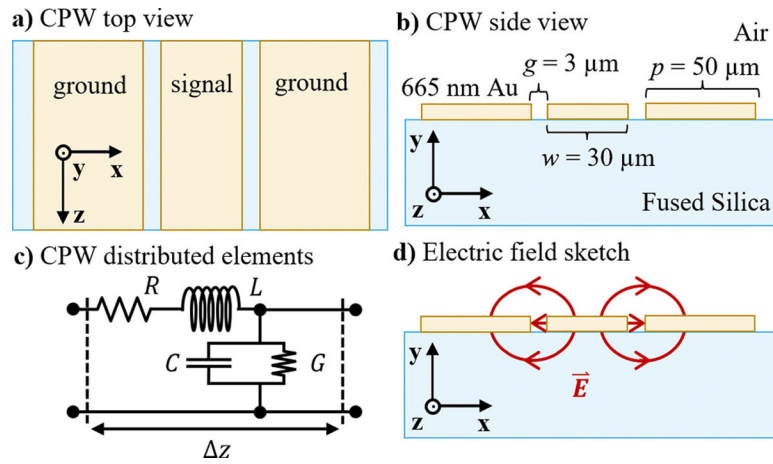 a) CPW top view
ground signal ground
y x
z
b) CPW side view
Air
g = 3 µm
p = 50 µm
665 nm Au
w = 30 µm
y
z x
Fused Silica
c) CPW distributed elements
R L
C G
Δz
d) Electric field sketch
y
E
z x